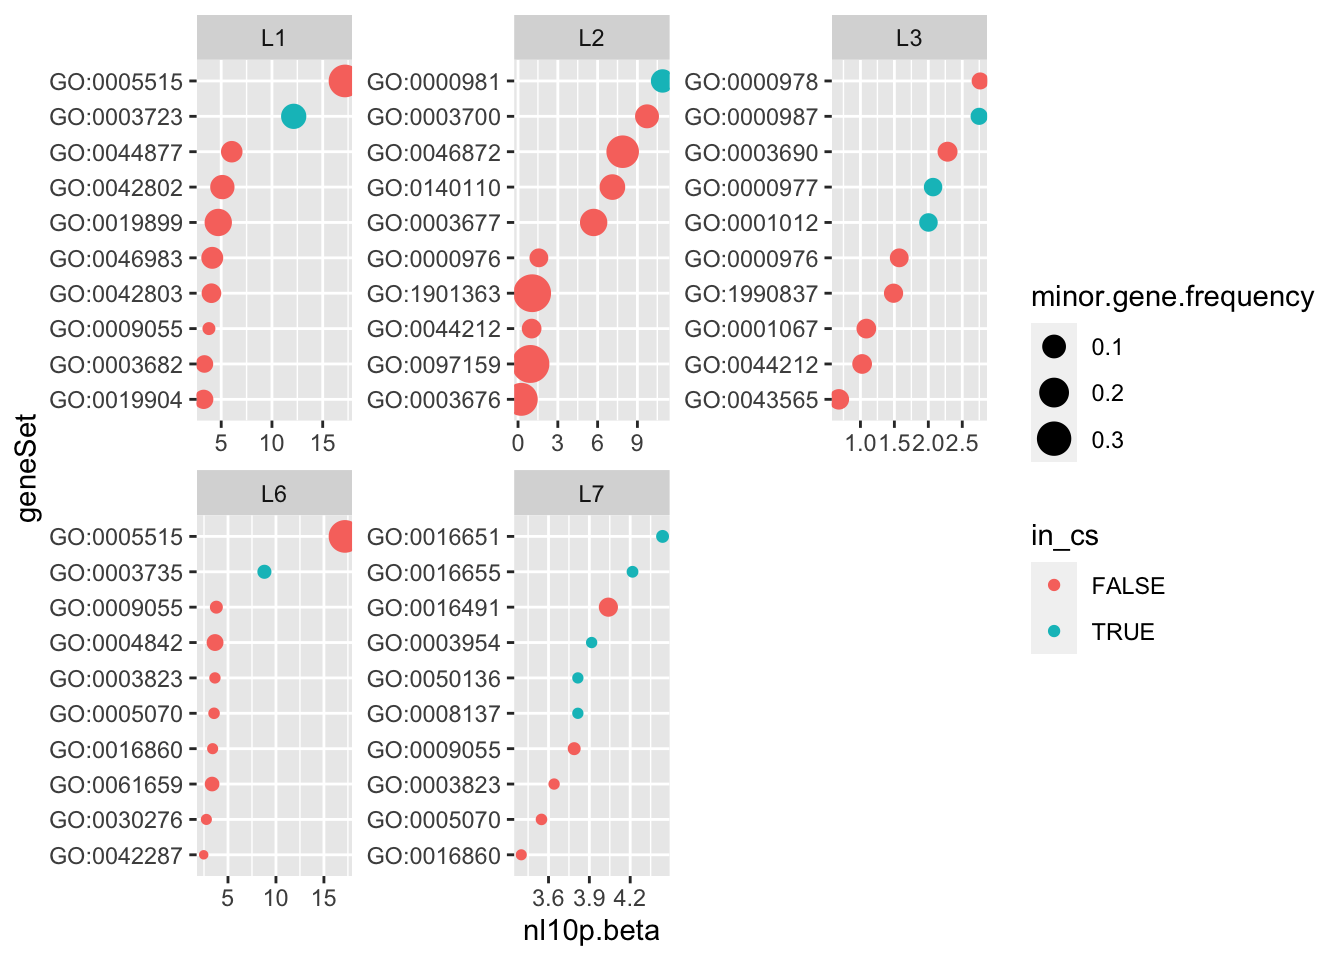 L1
L2
L3
GO:0005515
GO:0003723
GO:0044877
GO:0042802
GO:0019899
GO:0046983
GO:0042803
GO:0009055
GO:0003682
GO:0019904
5 10 15
GO:0000981
GO:0003700
GO:0046872
GO:0140110
GO:0003677
GO:0000976
GO:1901363
GO:0044212
GO:0097159
GO:0003676
0 3 6 9
GO:0000978
GO:0000987
GO:0003690
GO:0000977
GO:0001012
GO:0000976
GO:1990837
GO:0001067
GO:0044212
GO:0043565
1.0 1.5 2.0 2.5
geneSet
L6
L7
GO:0005515
GO:0003735
GO:0009055
GO:0004842
GO:0003823
GO:0005070
GO:0016860
GO:0061659
GO:0030276
GO:0042287
5 10 15
GO:0016651
GO:0016655
GO:0016491
GO:0003954
GO:0050136
GO:0008137
GO:0009055
GO:0003823
GO:0005070
GO:0016860
3.6 3.9 4.2
nl10p.beta
minor.gene.frequency
0.1
0.2
0.3
in_cs
FALSE
TRUE